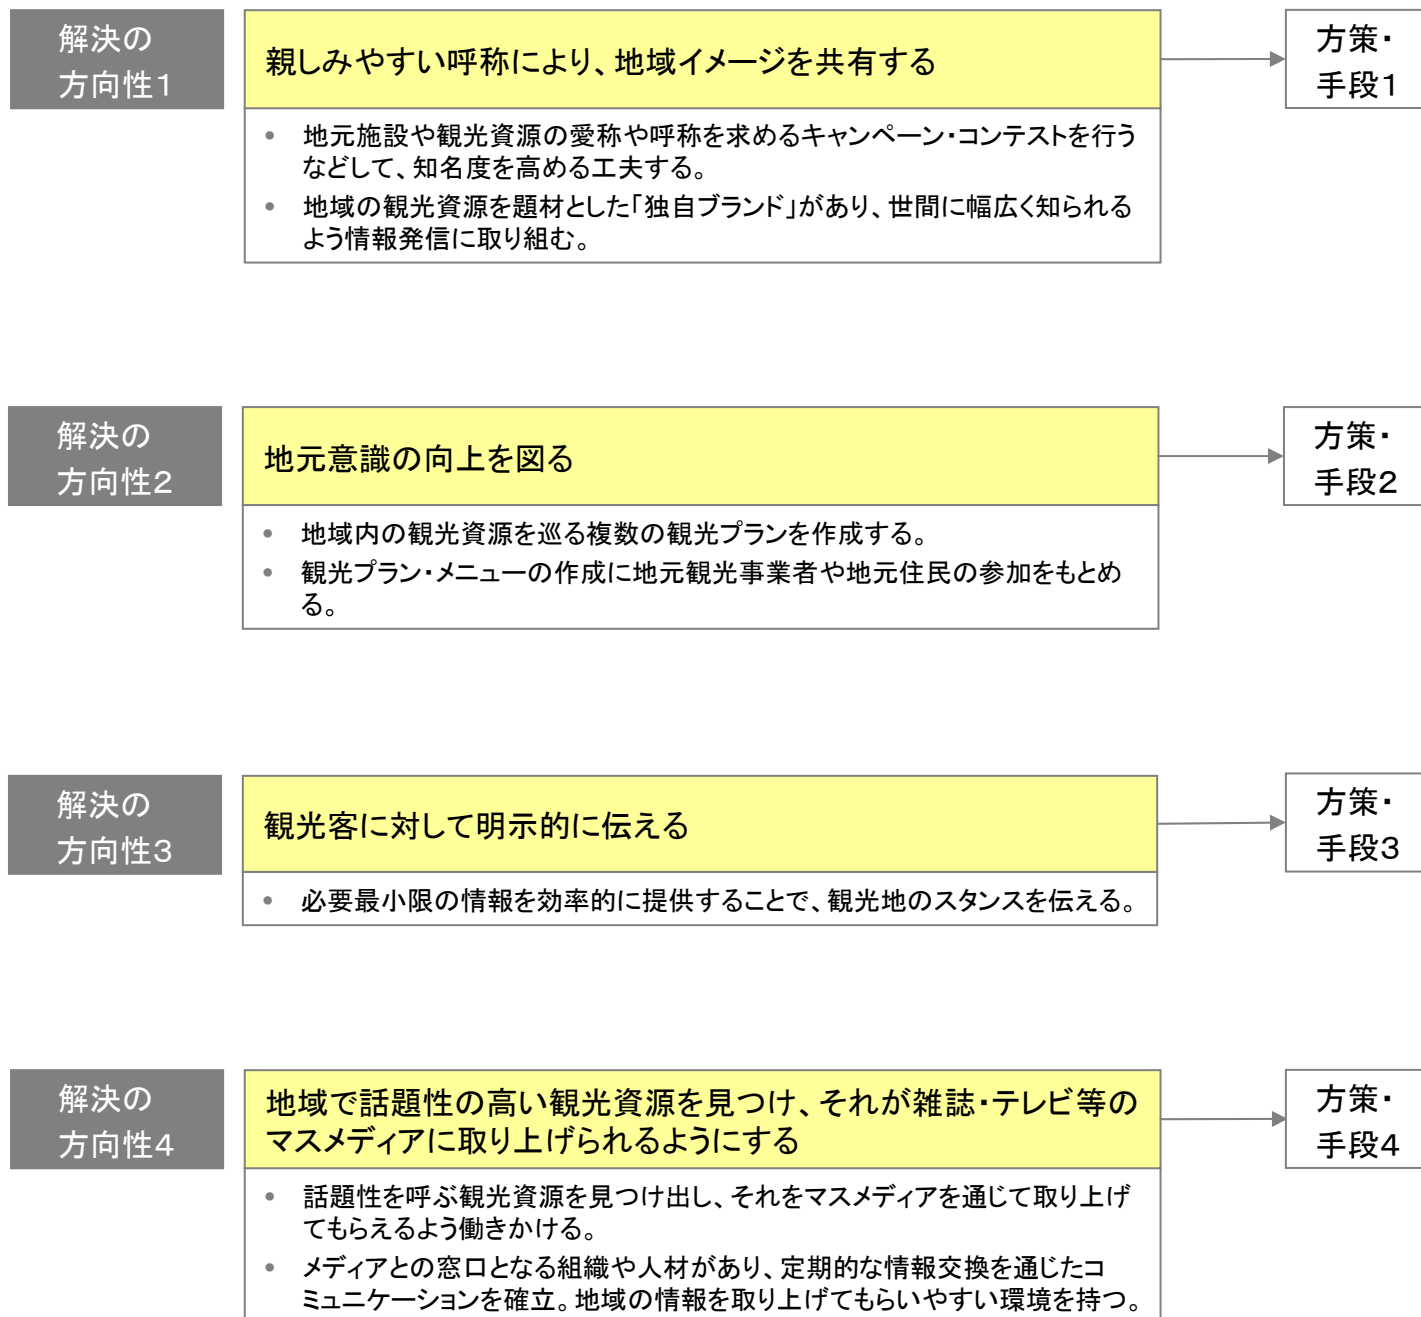 解決の
方向性1
親しみやすい呼称により、地域イメージを共有する
方策・
手段1
• 地元施設や観光資源の愛称や呼称を求めるキャンペーン・コンテストを行う
などして、知名度を高める工夫する。
• 地域の観光資源を題材とした「独自ブランド」があり、世間に幅広く知られる
よう情報発信に取り組む。
解決の
方向性2
地元意識の向上を図る
方策・
手段2
• 地域内の観光資源を巡る複数の観光プランを作成する。
• 観光プラン・メニューの作成に地元観光事業者や地元住民の参加をもとめ
る。
解決の
方向性3
観光客に対して明示的に伝える
方策・
手段3
• 必要最小限の情報を効率的に提供することで、観光地のスタンスを伝える。
解決の
方向性4
地域で話題性の高い観光資源を見つけ、それが雑誌・テレビ等の
マスメディアに取り上げられるようにする
方策・
手段4
• 話題性を呼ぶ観光資源を見つけ出し、それをマスメディアを通じて取り上げ
てもらえるよう働きかける。
• メディアとの窓口となる組織や人材があり、定期的な情報交換を通じたコ
ミュニケーションを確立。地域の情報を取り上げてもらいやすい環境を持つ。